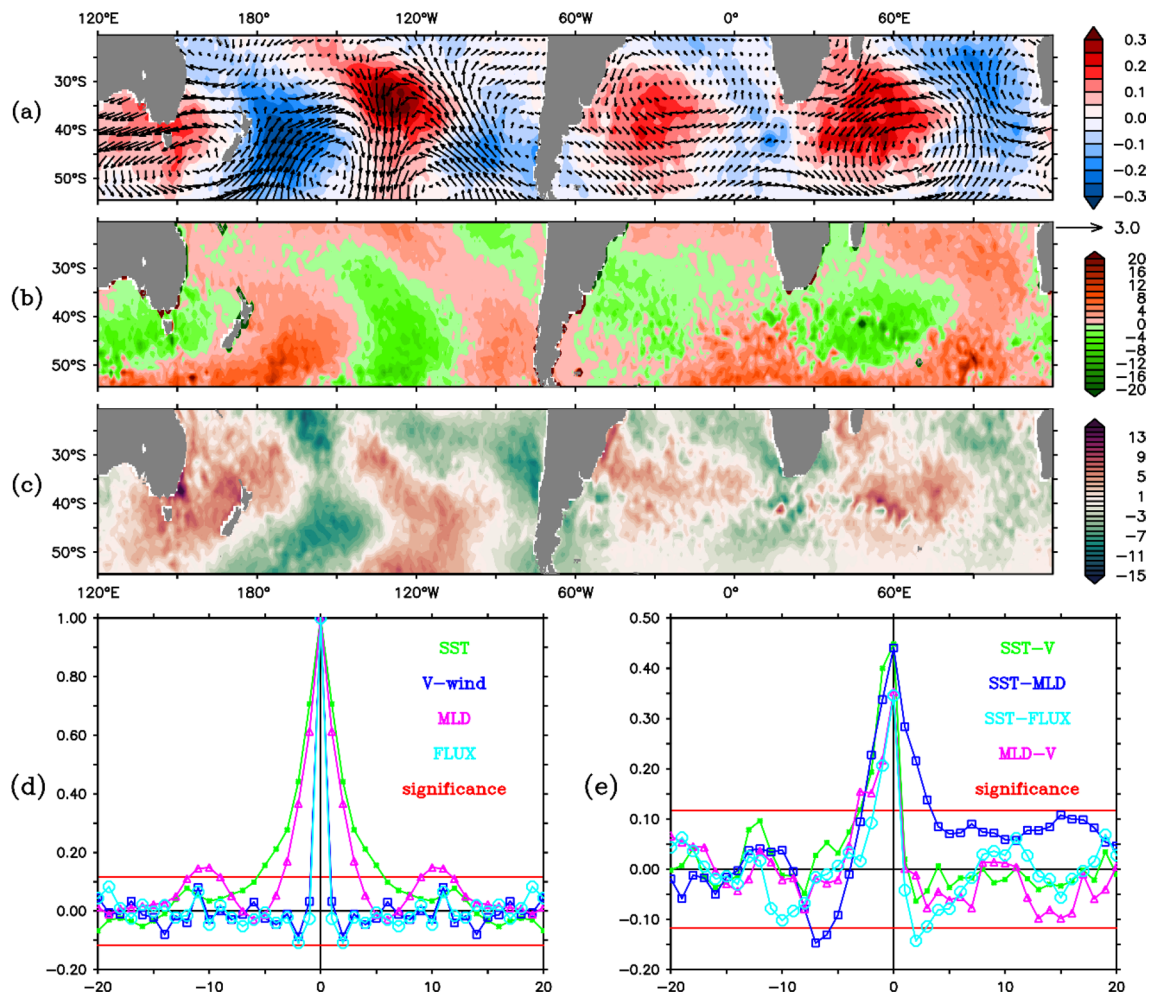 120°E 180° 120°W 60°W 0° 60°E
(a)
30°S
40°S
50°S
0.3
0.2
0.1
0.0
−0.1
−0.2
−0.3
3.0
(b)
30°S
40°S
50°S
20
16
12
8
4
0
−4
−8
−12
−16
−20
(c)
30°S
40°S
50°S
13
9
5
1
−3
−7
−11
−15
120°E 180° 120°W 60°W 0° 60°E
(d)
1.00
0.80
0.60
0.40
0.20
0.00
−0.20
SST
V−wind
MLD
FLUX
significance
−20 −10 0 10 20
(e)
0.50
0.40
0.30
0.20
0.10
0.00
−0.10
−0.20
SST−V
SST−MLD
SST−FLUX
MLD−V
significance
−20 −10 0 10 20